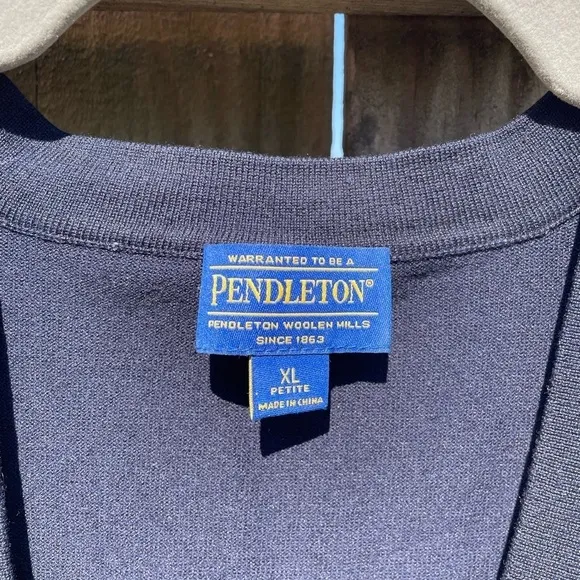 WARRANTED TO BE A
PENDLETON®
PENDLETON WOOLEN MILLS
SINCE 1863
XL
PETITE
MADE IN CHINA